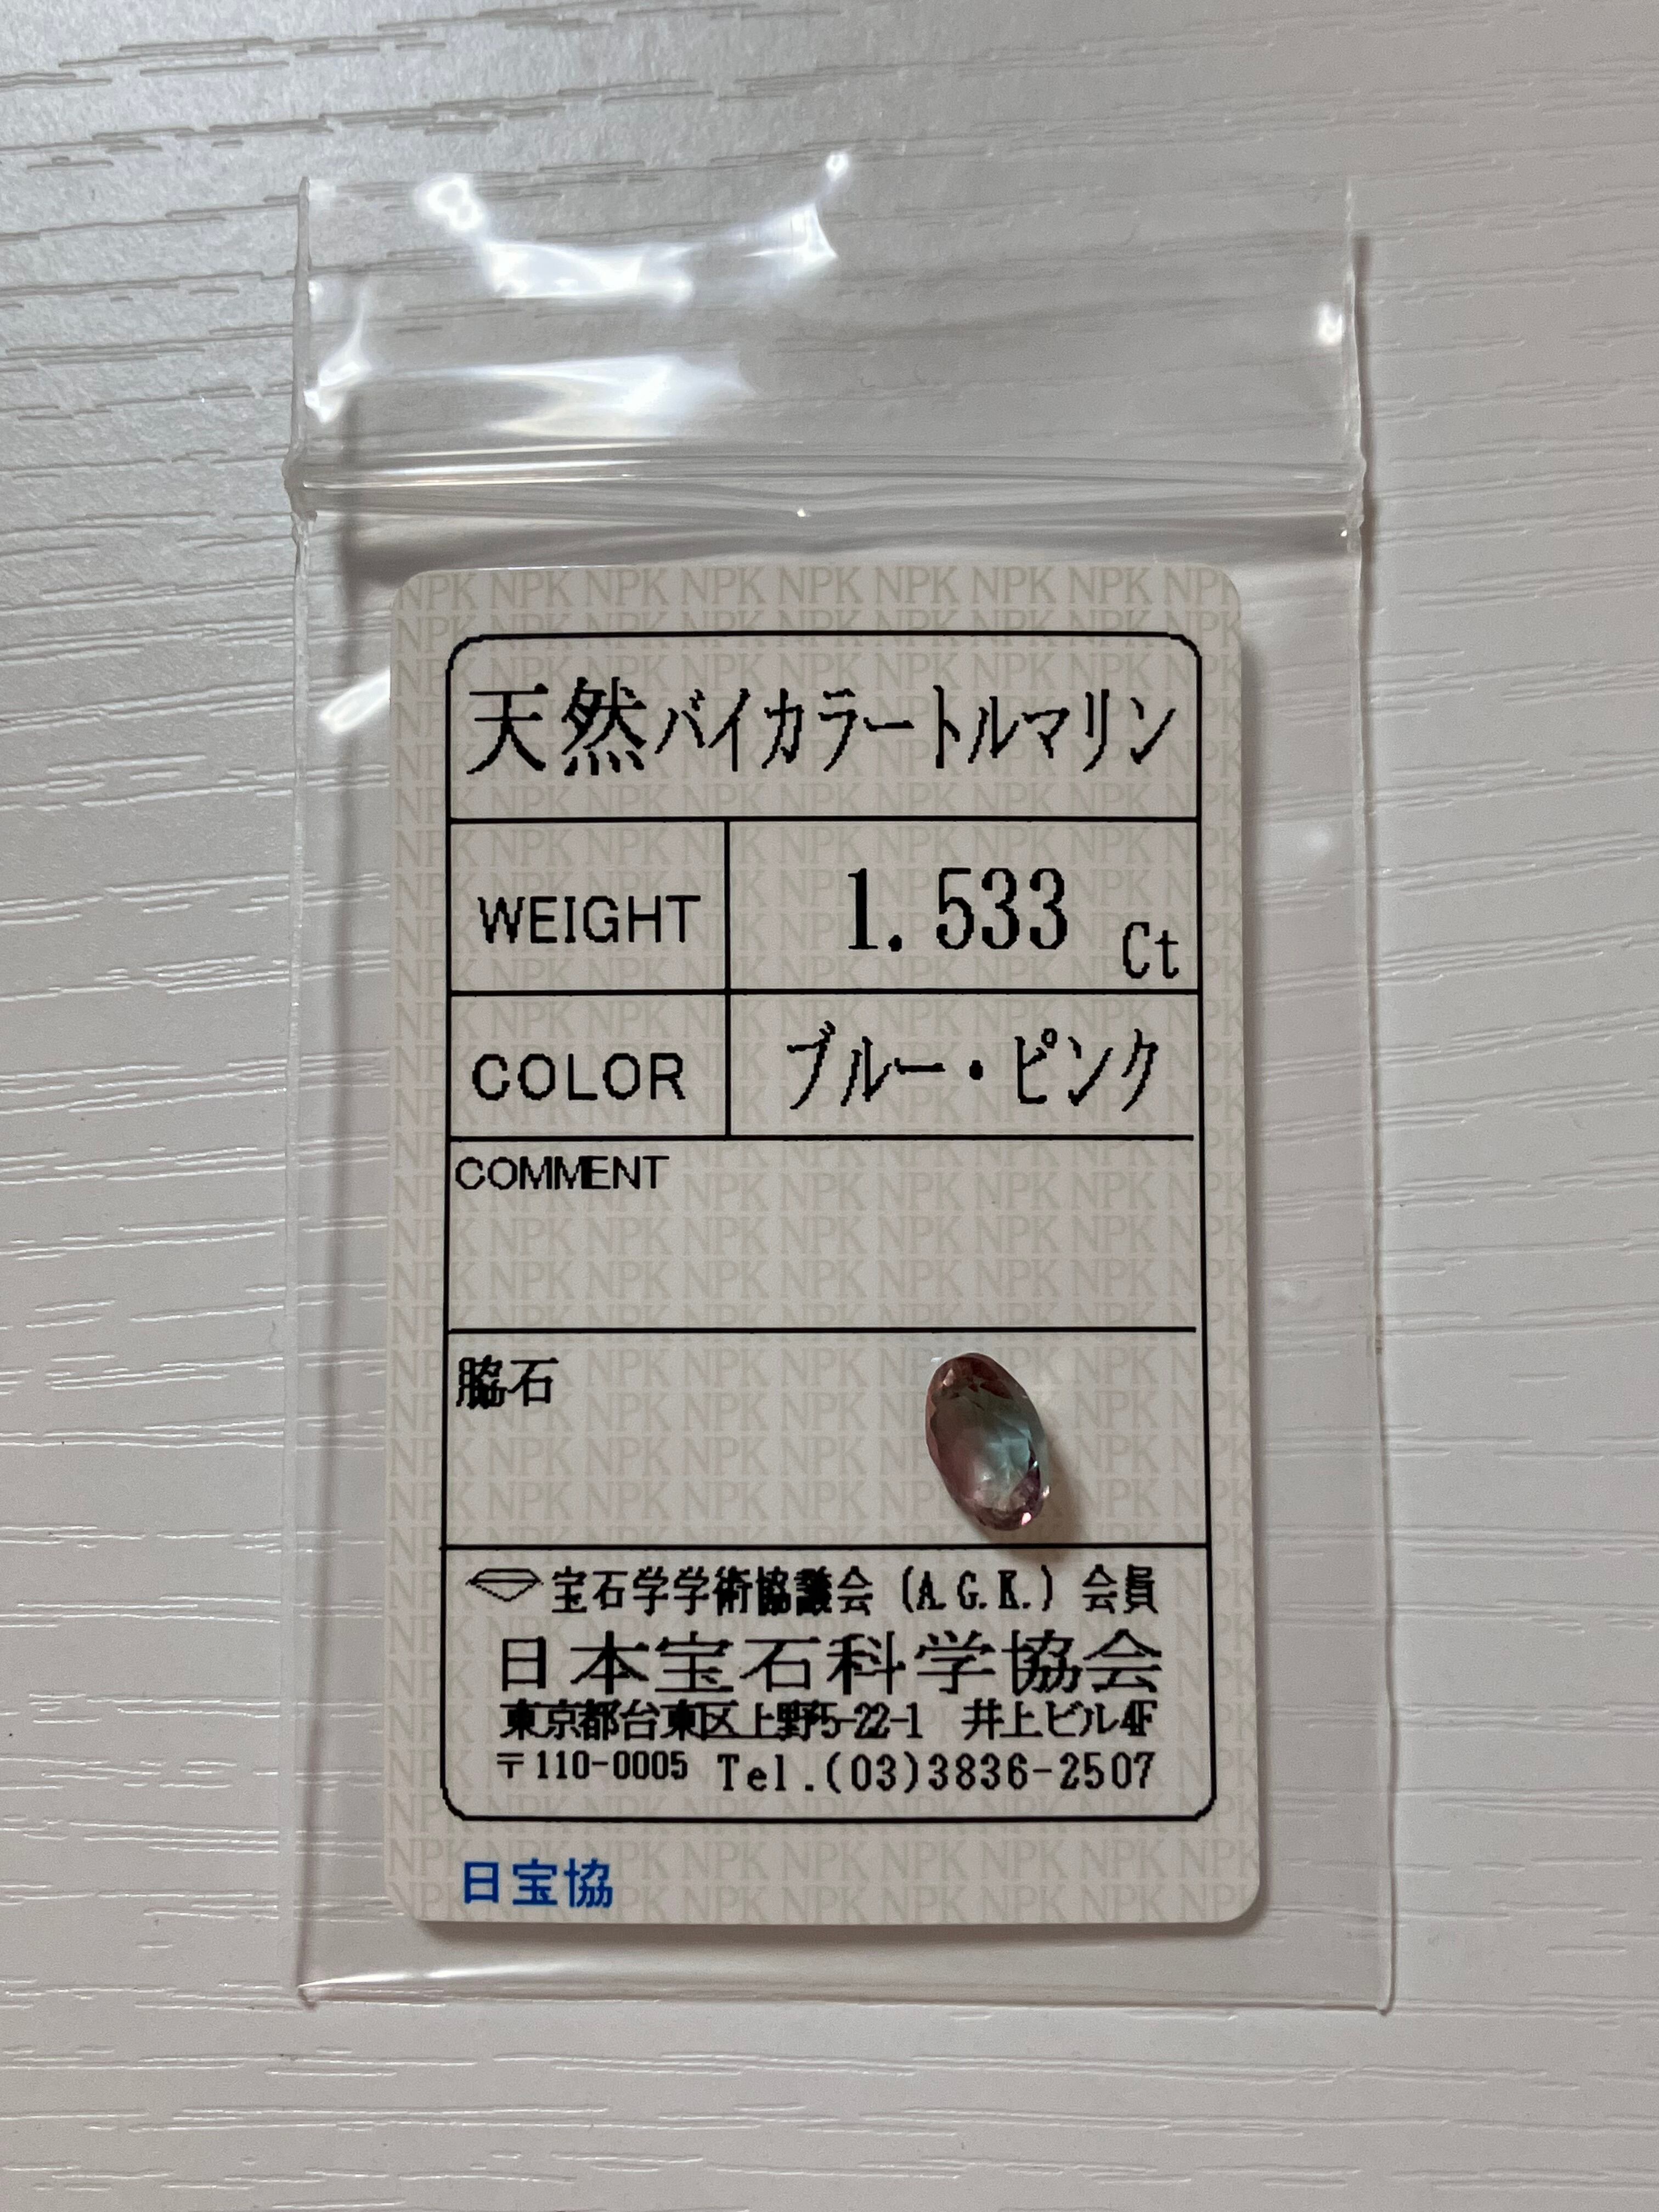 天然バイカラートルマリン
WEIGHT 1.533 Ct
COLOR ブルー・ピンク
COMMENT
脇石
宝石学学術協議会 (A.G.K.) 会員
日本宝石科学協会
東京都台東区上野5-22-1 井上ビル4F
〒110-0005 Tel.(03)3836-2507
日宝協